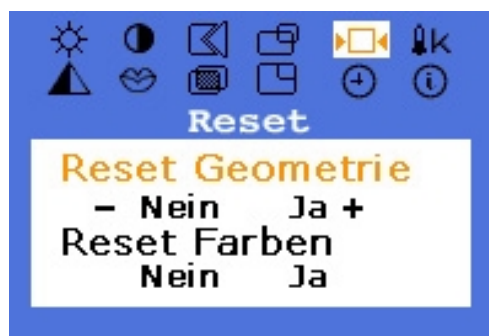 K
Reset
Reset Geometrie
– Nein Ja +
Reset Farben
Nein Ja